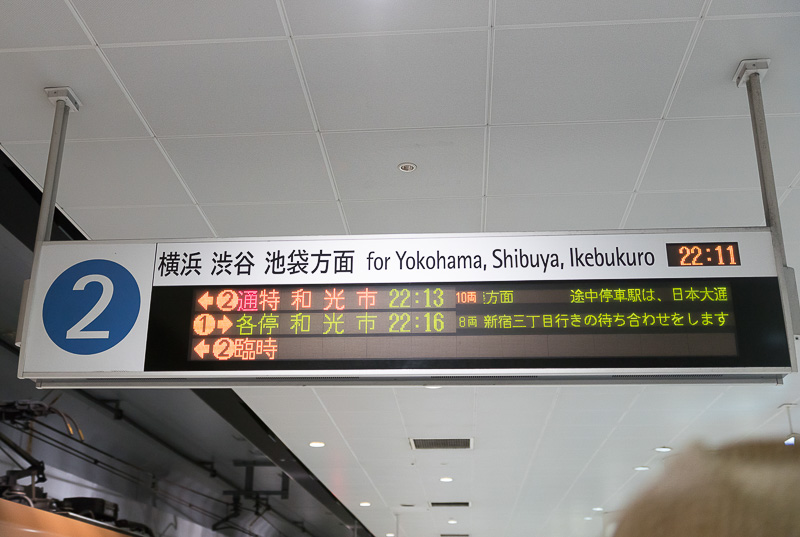 2
横浜 渋谷 池袋方面 for Yokohama, Shibuya, Ikebukuro 22:11
←②通特 和光市 22:13 10両 方面 途中停車駅は、日本大
①→各停 和光市 22:16 8両 新宿三丁目行きの待ち合わせをします
←②臨時